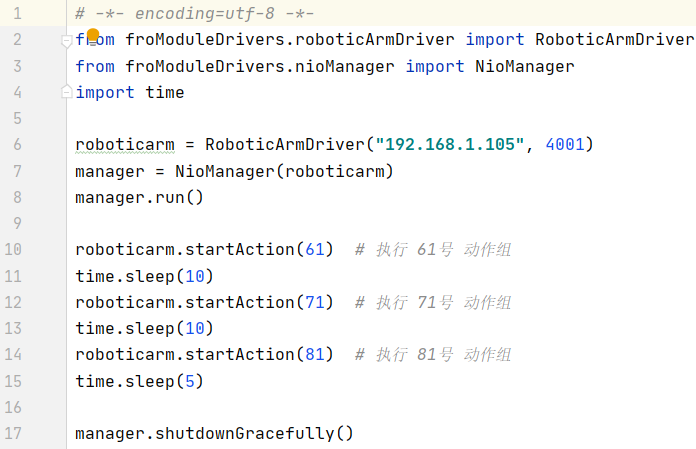 1 # -*- encoding=utf-8 -*-
2 from froModuleDrivers.roboticArmDriver import RoboticArmDriver
3 from froModuleDrivers.nioManager import NioManager
4 import time
5
6 roboticarm = RoboticArmDriver("192.168.1.105", 4001)
7 manager = NioManager(roboticarm)
8 manager.run()
9
10 roboticarm.startAction(61)  # 执行 61号 动作组
11 time.sleep(10)
12 roboticarm.startAction(71)  # 执行 71号 动作组
13 time.sleep(10)
14 roboticarm.startAction(81)  # 执行 81号 动作组
15 time.sleep(5)
16
17 manager.shutdownGracefully()